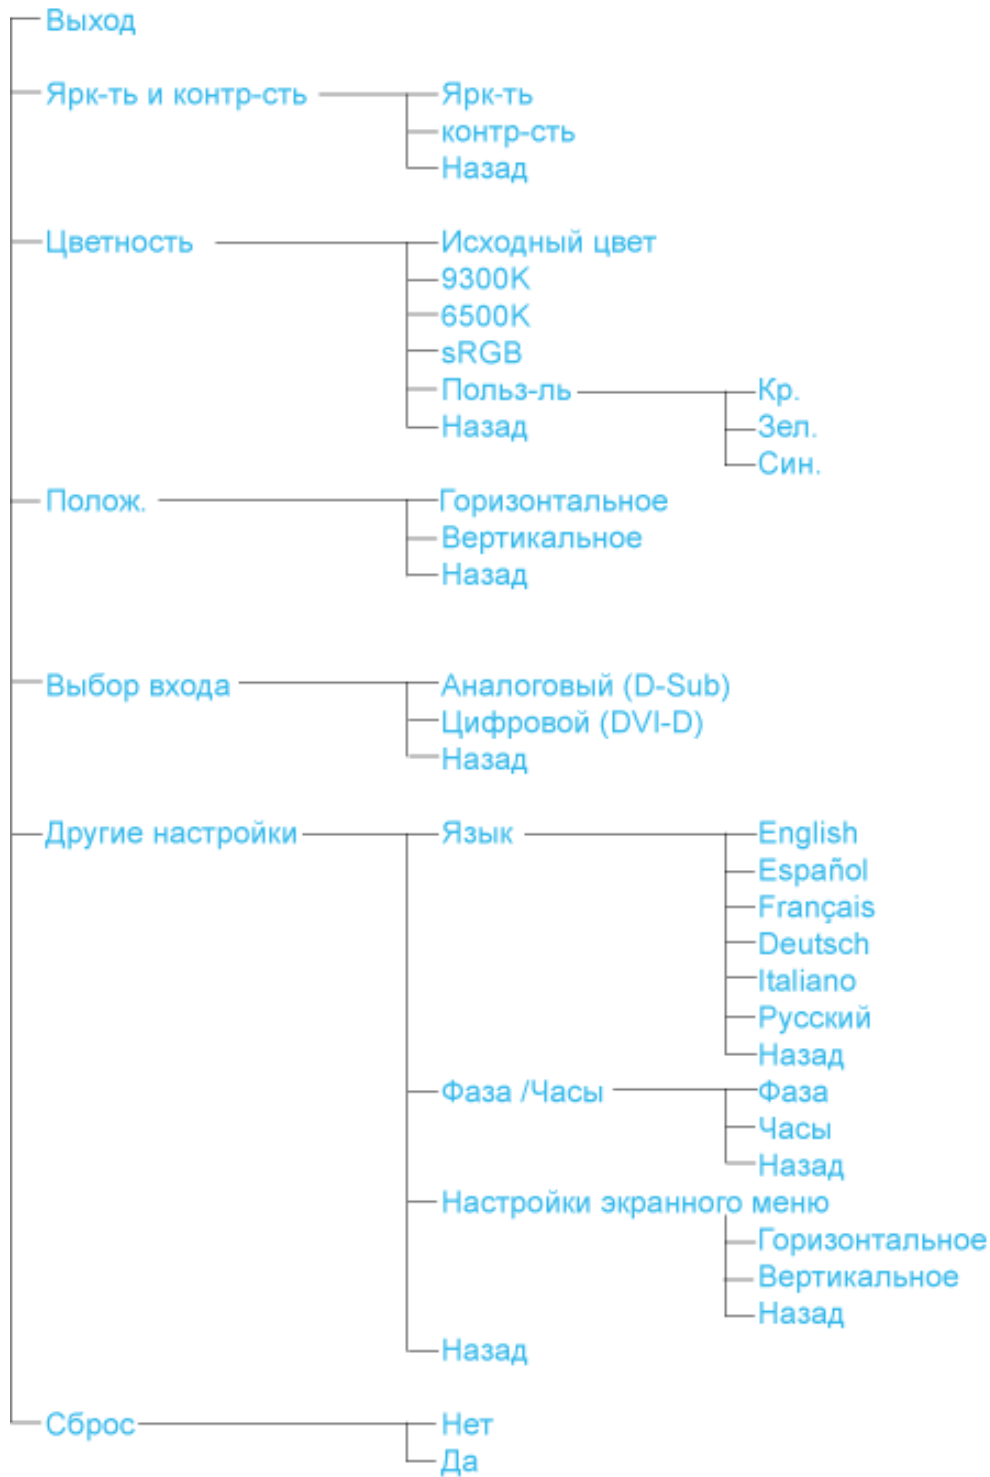 Выход
Ярк-ть и контр-сть Ярк-ть
контр-сть
Назад
Цветность Исходный цвет
9300K
6500K
sRGB
Польз-ль Кр.
Назад Зел.
Син.
Полож. Горизонтальное
Вертикальное
Назад
Выбор входа Аналоговый (D-Sub)
Цифровой (DVI-D)
Назад
Другие настройки Язык English
Español
Français
Deutsch
Italiano
Русский
Назад
Фаза /Часы Фаза
Часы
Назад
Настройки экранного меню
Горизонтальное
Вертикальное
Назад
Назад
Сброс Нет
Да